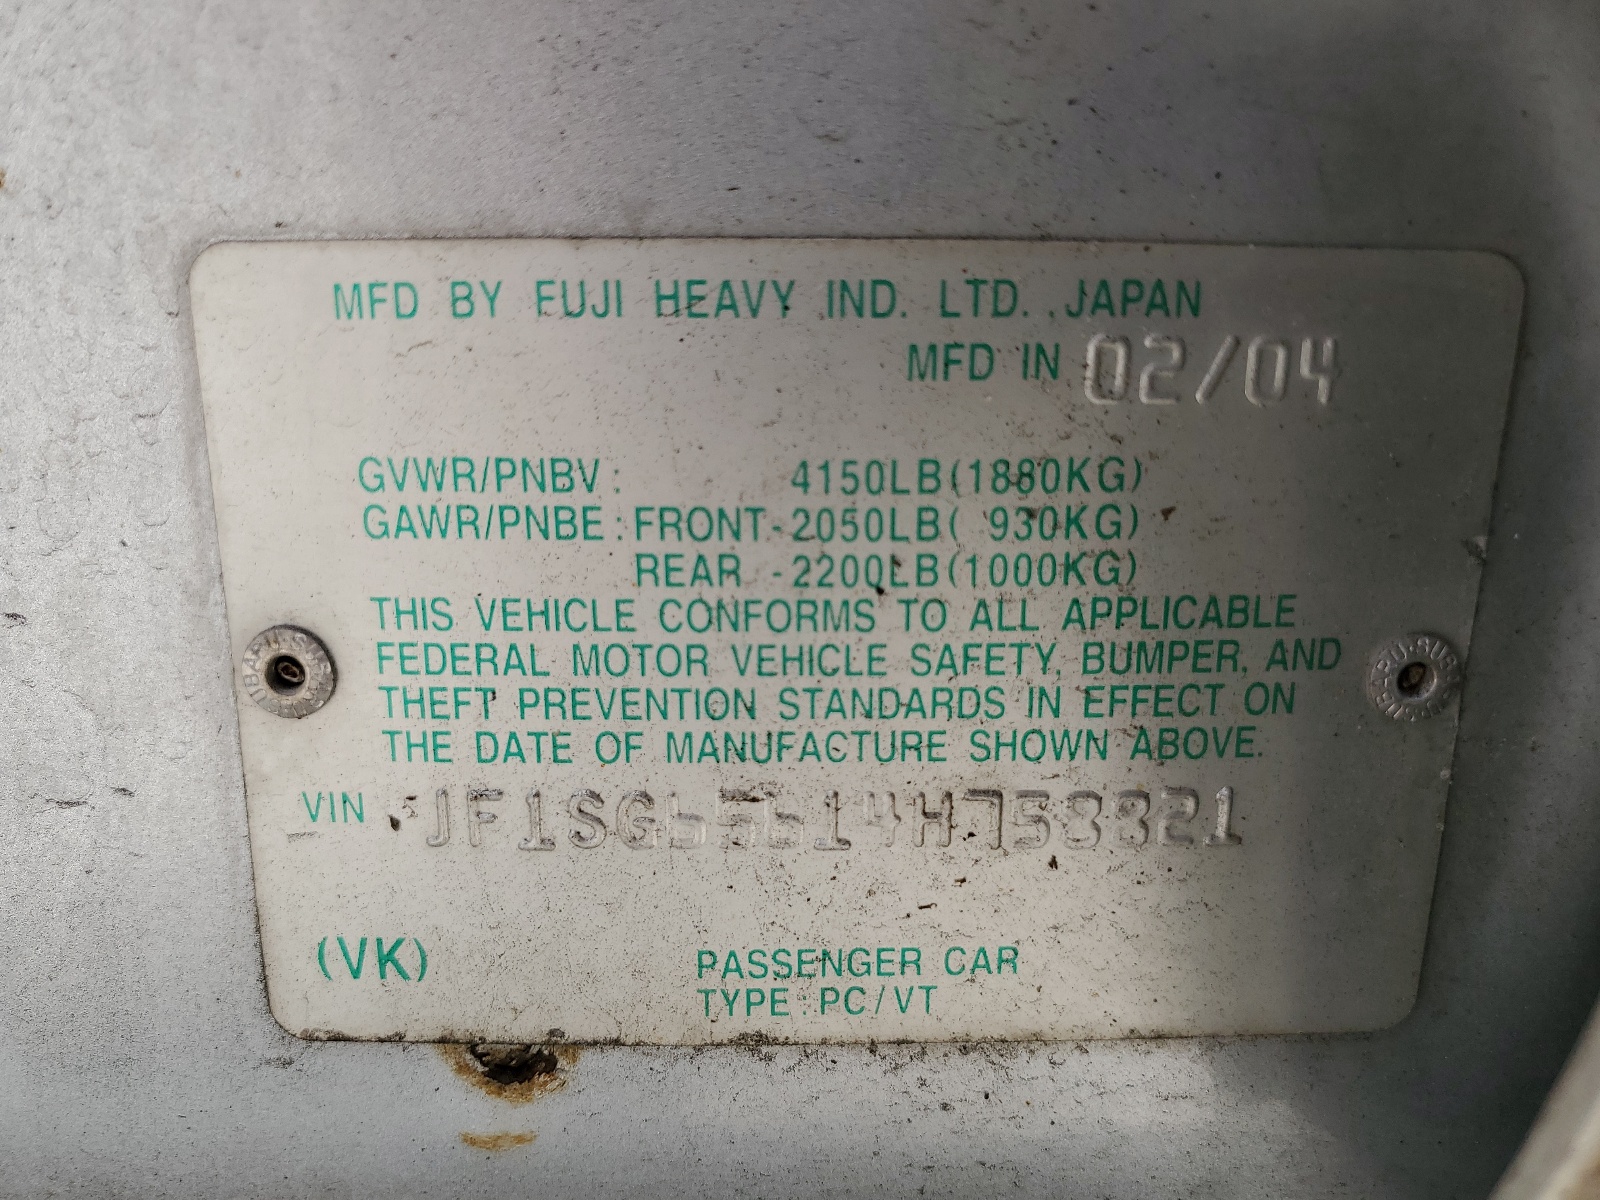 MFD BY FUJI HEAVY IND. LTD. ,JAPAN
MFD IN 02/04
GVWR/PNBV: 4150LB(1880KG)
GAWR/PNBE:FRONT-2050LB( 930KG)
REAR -2200LB(1000KG)
THIS VEHICLE CONFORMS TO ALL APPLICABLE
FEDERAL MOTOR VEHICLE SAFETY, BUMPER, AND
THEFT PREVENTION STANDARDS IN EFFECT ON
THE DATE OF MANUFACTURE SHOWN ABOVE.
VIN JF1SG65614H758821
(VK)
PASSENGER CAR
TYPE:PC/VT